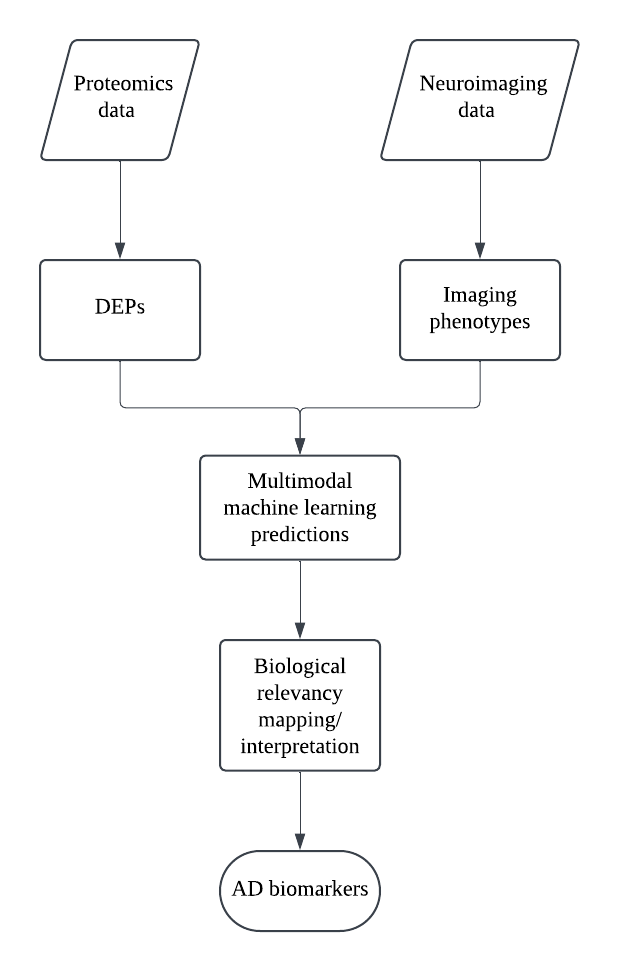 Proteomics
data
Neuroimaging
data
DEPs
Imaging
phenotypes
Multimodal
machine learning
predictions
Biological
relevancy
mapping/
interpretation
AD biomarkers